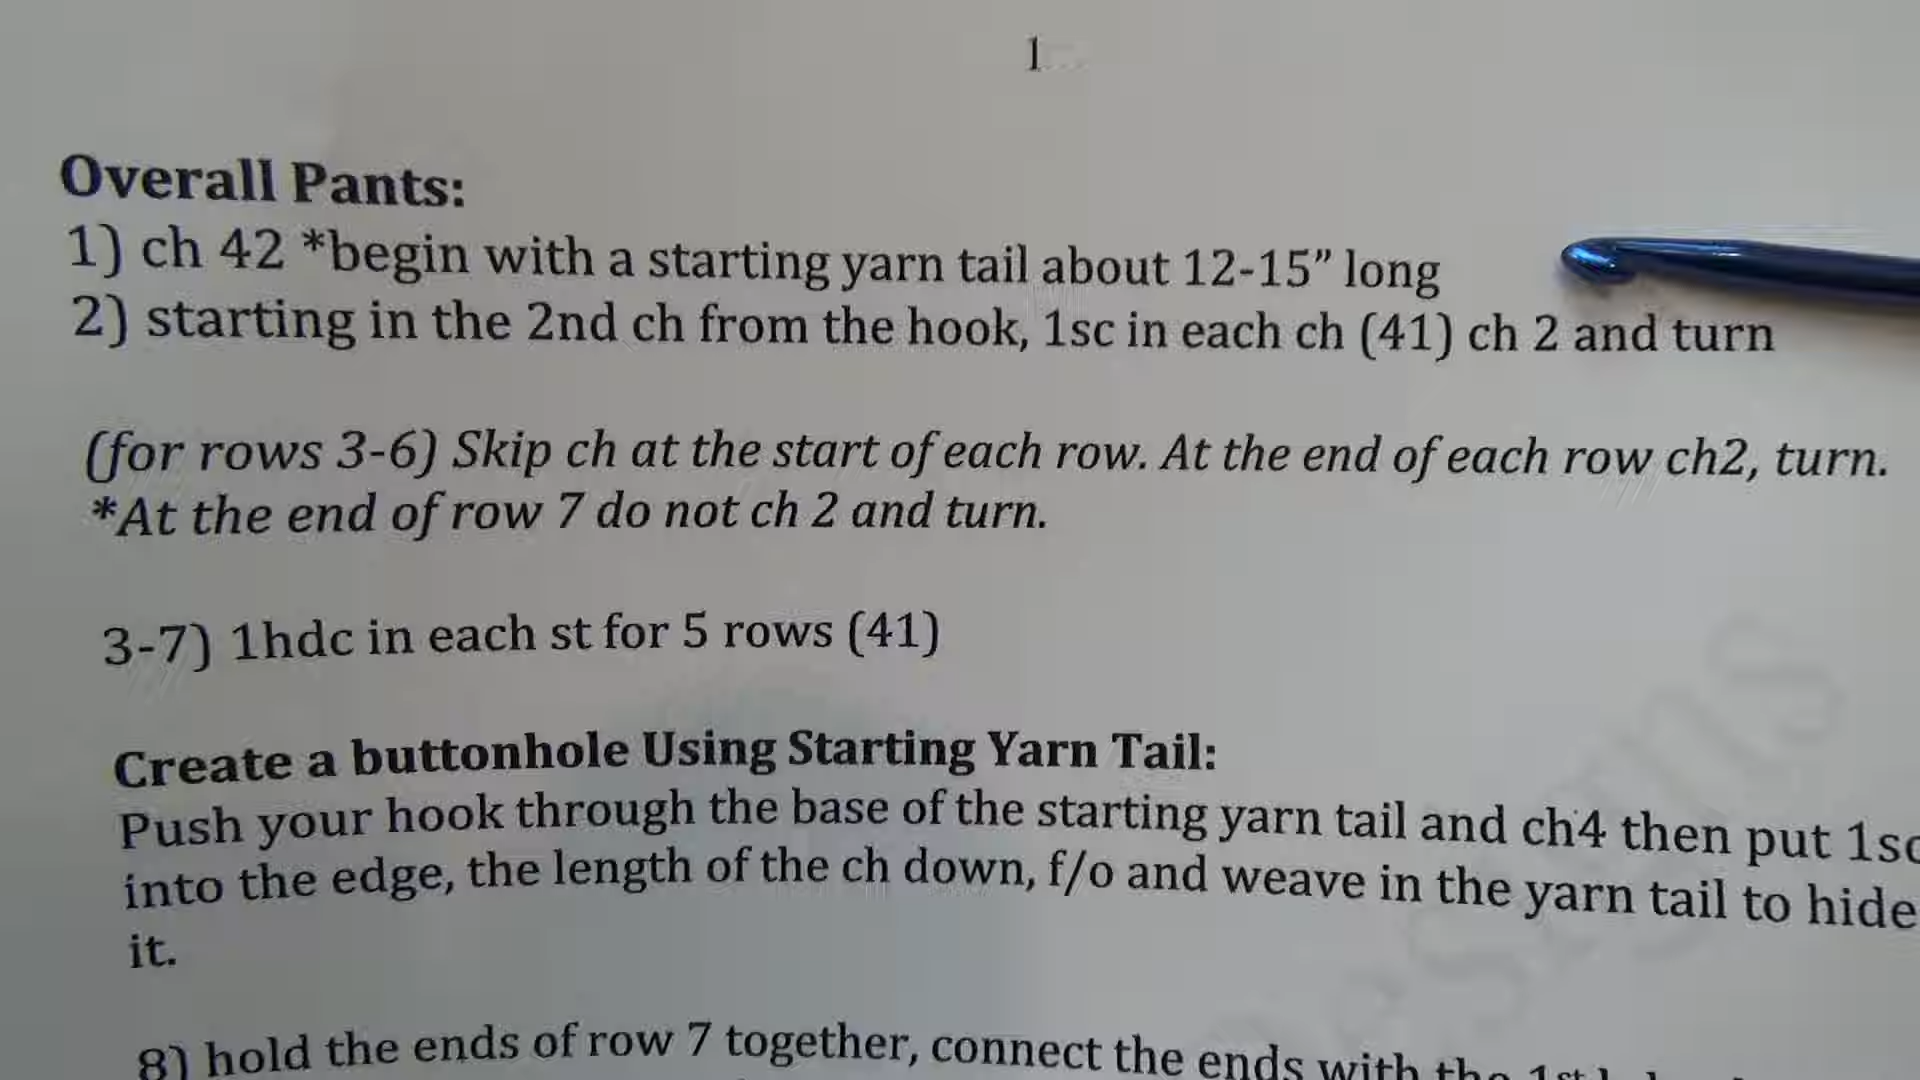 1
Overall Pants:
1) ch 42 *begin with a starting yarn tail about 12-15” long
2) starting in the 2nd ch from the hook, 1sc in each ch (41) ch 2 and turn
(for rows 3-6) Skip ch at the start of each row. At the end of each row ch2, turn.
*At the end of row 7 do not ch 2 and turn.
3-7) 1hdc in each st for 5 rows (41)
Create a buttonhole Using Starting Yarn Tail:
Push your hook through the base of the starting yarn tail and ch4 then put 1sc
into the edge, the length of the ch down, f/o and weave in the yarn tail to hide
it.
8) hold the ends of row 7 together, connect the ends with the 1st